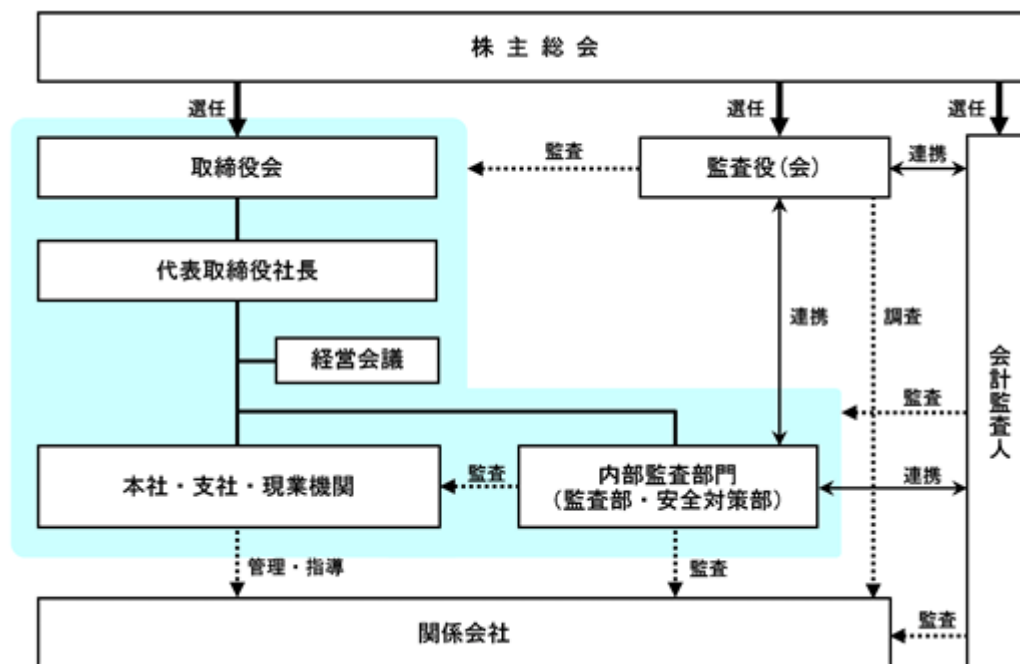 株主総会
選任
選任
選任
取締役会
監査
監査役（会）
連携
代表取締役社長
経営会議
連携
調査
会計監査人
監査
本社・支社・現業機関
監査
内部監査部門
（監査部・安全対策部）
連携
管理・指導
監査
関係会社
監査